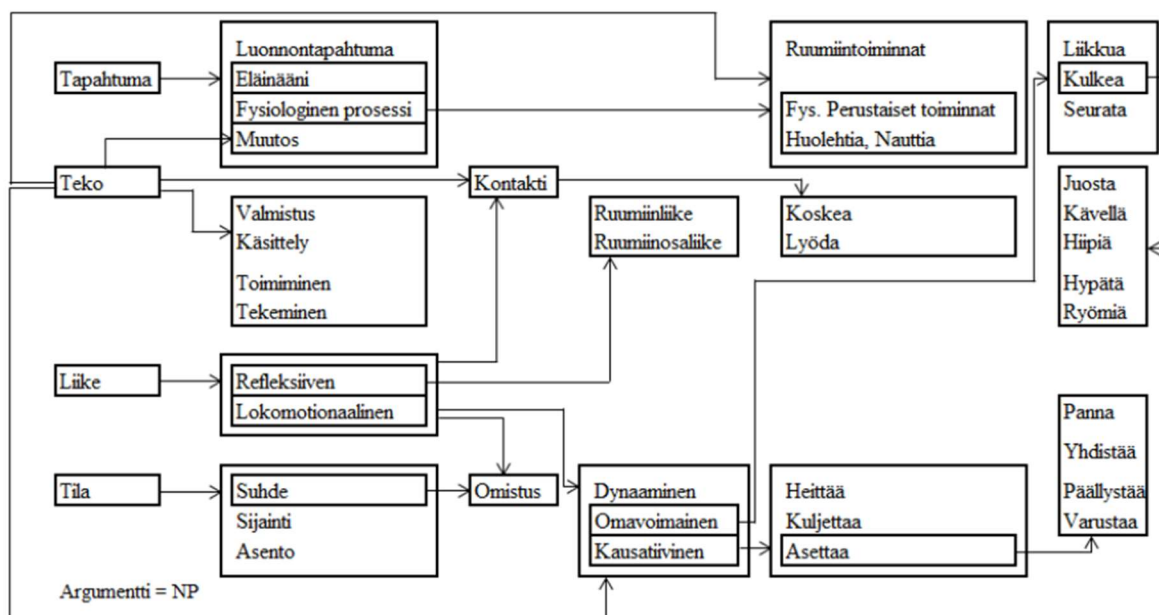 Tapahtuma
Luonnontapahtuma
Eläinääni
Fysiologinen prosessi
Muutos
Ruumiintoiminnat
Fys. Perustaiset toiminnat
Huolehtia, Nauttia
Liikkua
Kulkea
Seurata
Teko
Kontakti
Valmistus
Käsittely
Toimiminen
Tekeminen
Ruumiinliike
Ruumiinosaliike
Koskea
Lyöda
Juosta
Kävellä
Hiipiä
Hypätä
Ryömiä
Liike
Refleksiiven
Lokomotionaalinen
Tila
Suhde
Sijainti
Asento
Omistus
Dynaaminen
Omavoimainen
Kausatiivinen
Heittää
Kuljettaa
Asettaa
Panna
Yhdistää
Päällystää
Varustaa
Argumentti = NP